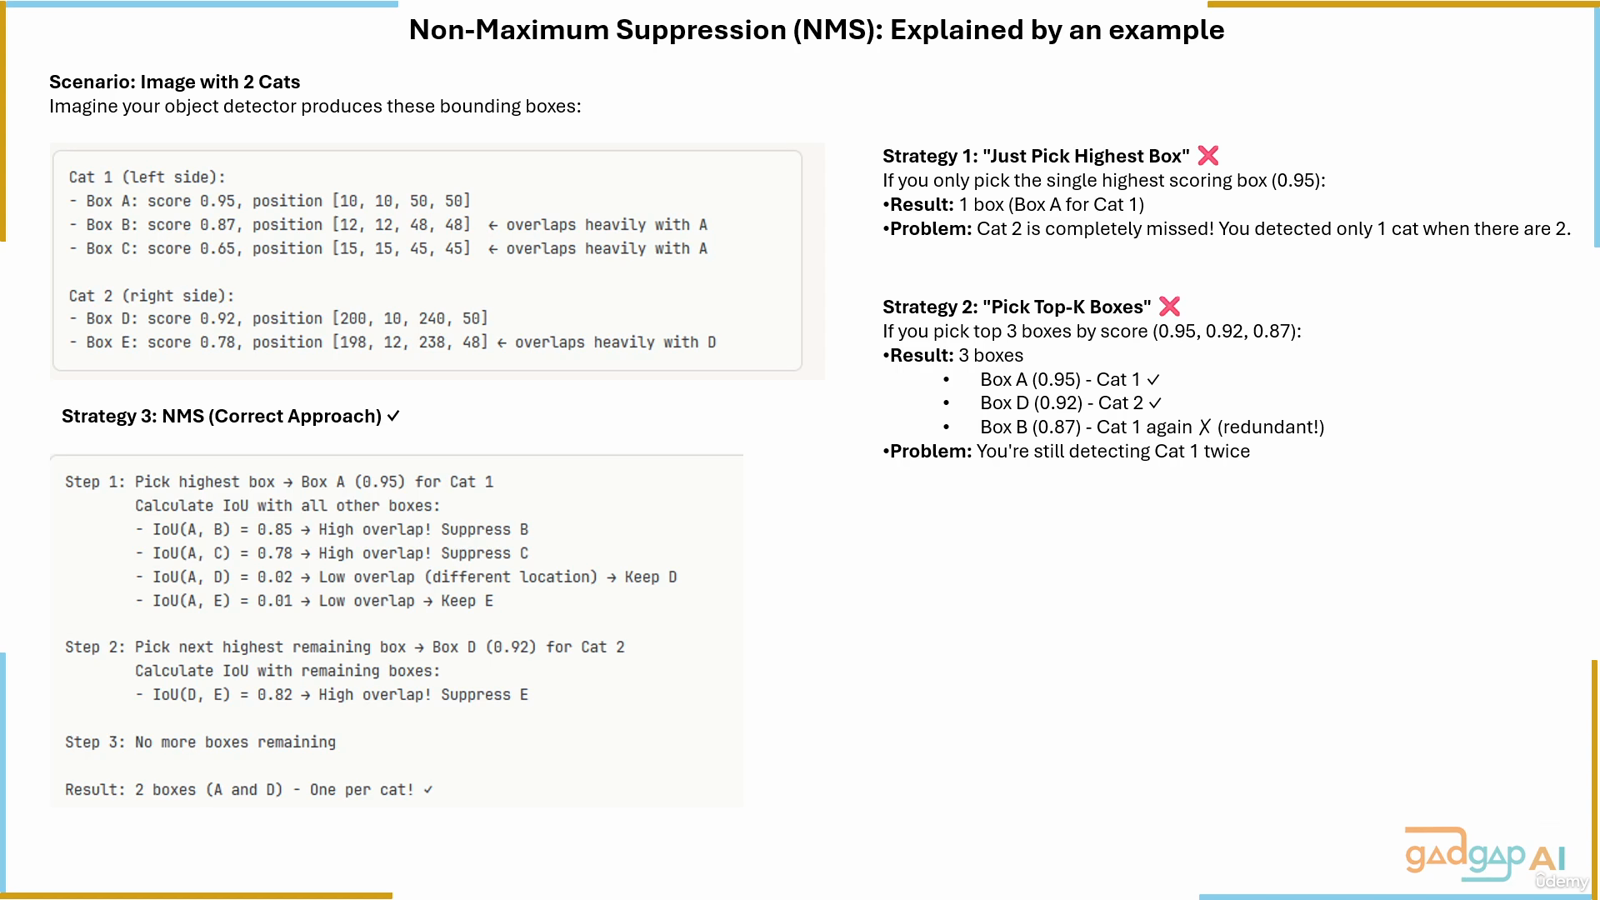 Non-Maximum Suppression (NMS): Explained by an example
Scenario: Image with 2 Cats
Imagine your object detector produces these bounding boxes:
Cat 1 (left side):
- Box A: score 0.95, position [10, 10, 50, 50]
- Box B: score 0.87, position [12, 12, 48, 48] ← overlaps heavily with A
- Box C: score 0.65, position [15, 15, 45, 45] ← overlaps heavily with A
Cat 2 (right side):
- Box D: score 0.92, position [200, 10, 240, 50]
- Box E: score 0.78, position [198, 12, 238, 48] ← overlaps heavily with D
Strategy 3: NMS (Correct Approach) ✓
Step 1: Pick highest box → Box A (0.95) for Cat 1
Calculate IoU with all other boxes:
- IoU(A, B) = 0.85 → High overlap! Suppress B
- IoU(A, C) = 0.78 → High overlap! Suppress C
- IoU(A, D) = 0.02 → Low overlap (different location) → Keep D
- IoU(A, E) = 0.01 → Low overlap → Keep E
Step 2: Pick next highest remaining box → Box D (0.92) for Cat 2
Calculate IoU with remaining boxes:
- IoU(D, E) = 0.82 → High overlap! Suppress E
Step 3: No more boxes remaining
Result: 2 boxes (A and D) - One per cat! ✓
Strategy 1: "Just Pick Highest Box" ❌
If you only pick the single highest scoring box (0.95):
•Result: 1 box (Box A for Cat 1)
•Problem: Cat 2 is completely missed! You detected only 1 cat when there are 2.
Strategy 2: "Pick Top-K Boxes" ❌
If you pick top 3 boxes by score (0.95, 0.92, 0.87):
•Result: 3 boxes
• Box A (0.95) - Cat 1 ✓
• Box D (0.92) - Cat 2 ✓
• Box B (0.87) - Cat 1 again ✗ (redundant!)
•Problem: You're still detecting Cat 1 twice
gadgap AI
ûdemy